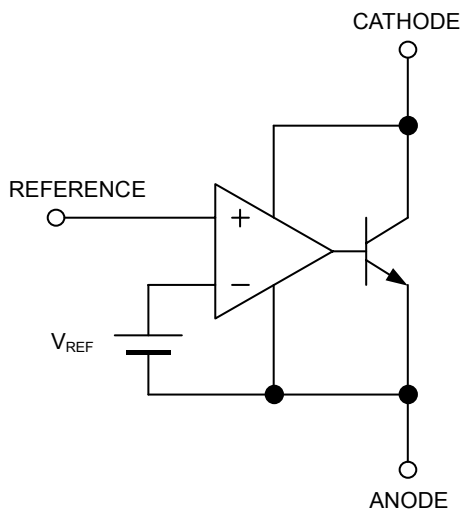 CATHODE
REFERENCE
+
−
VREF
ANODE